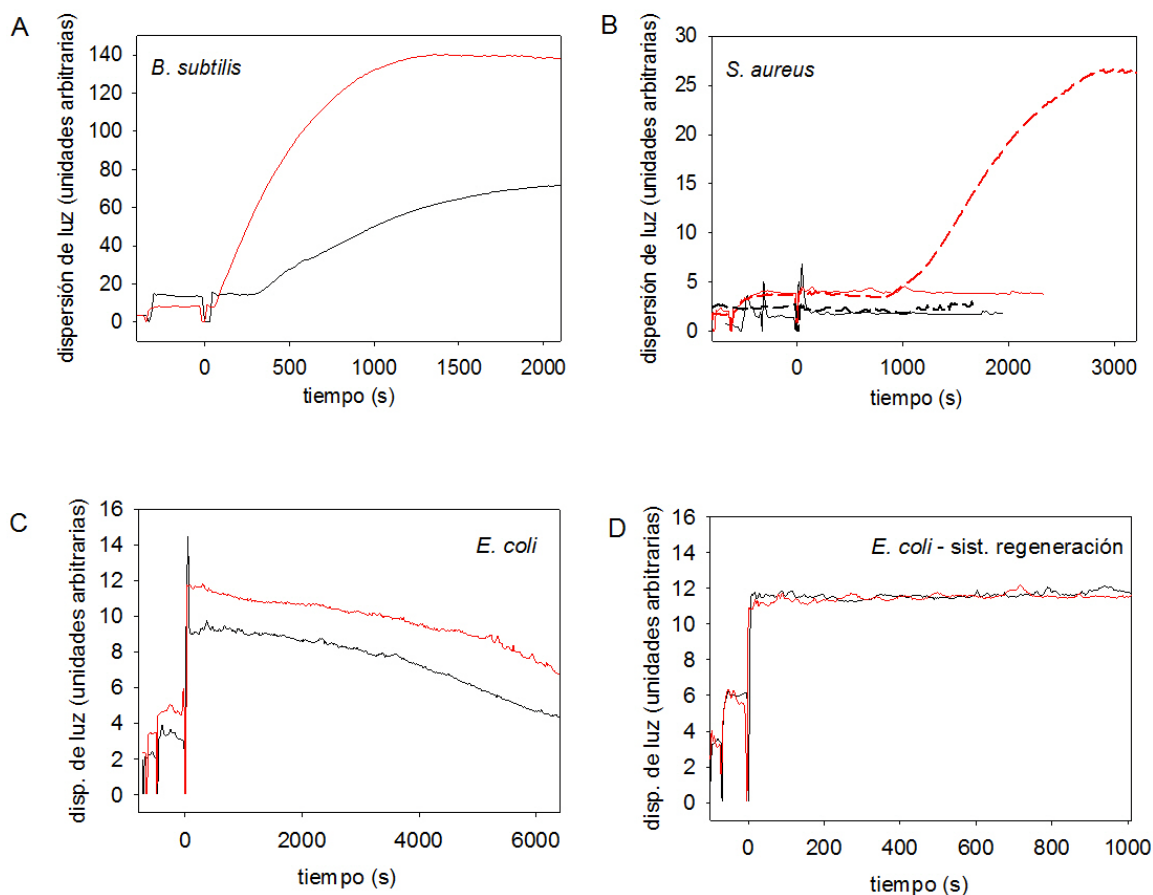 A
dispersión de luz (unidades arbitrarias)
140
120
100
80
60
40
20
0
B. subtilis
0 500 1000 1500 2000
tiempo (s)
B
dispersión de luz (unidades arbitrarias)
30
25
20
15
10
5
0
S. aureus
0 1000 2000 3000
tiempo (s)
C
disp. de luz (unidades arbitrarias)
16
14
12
10
8
6
4
2
0
E. coli
0 2000 4000 6000
tiempo (s)
D
disp. de luz (unidades arbitrarias)
16
14
12
10
8
6
4
2
0
E. coli - sist. regeneración
0 200 400 600 800 1000
tiempo (s)